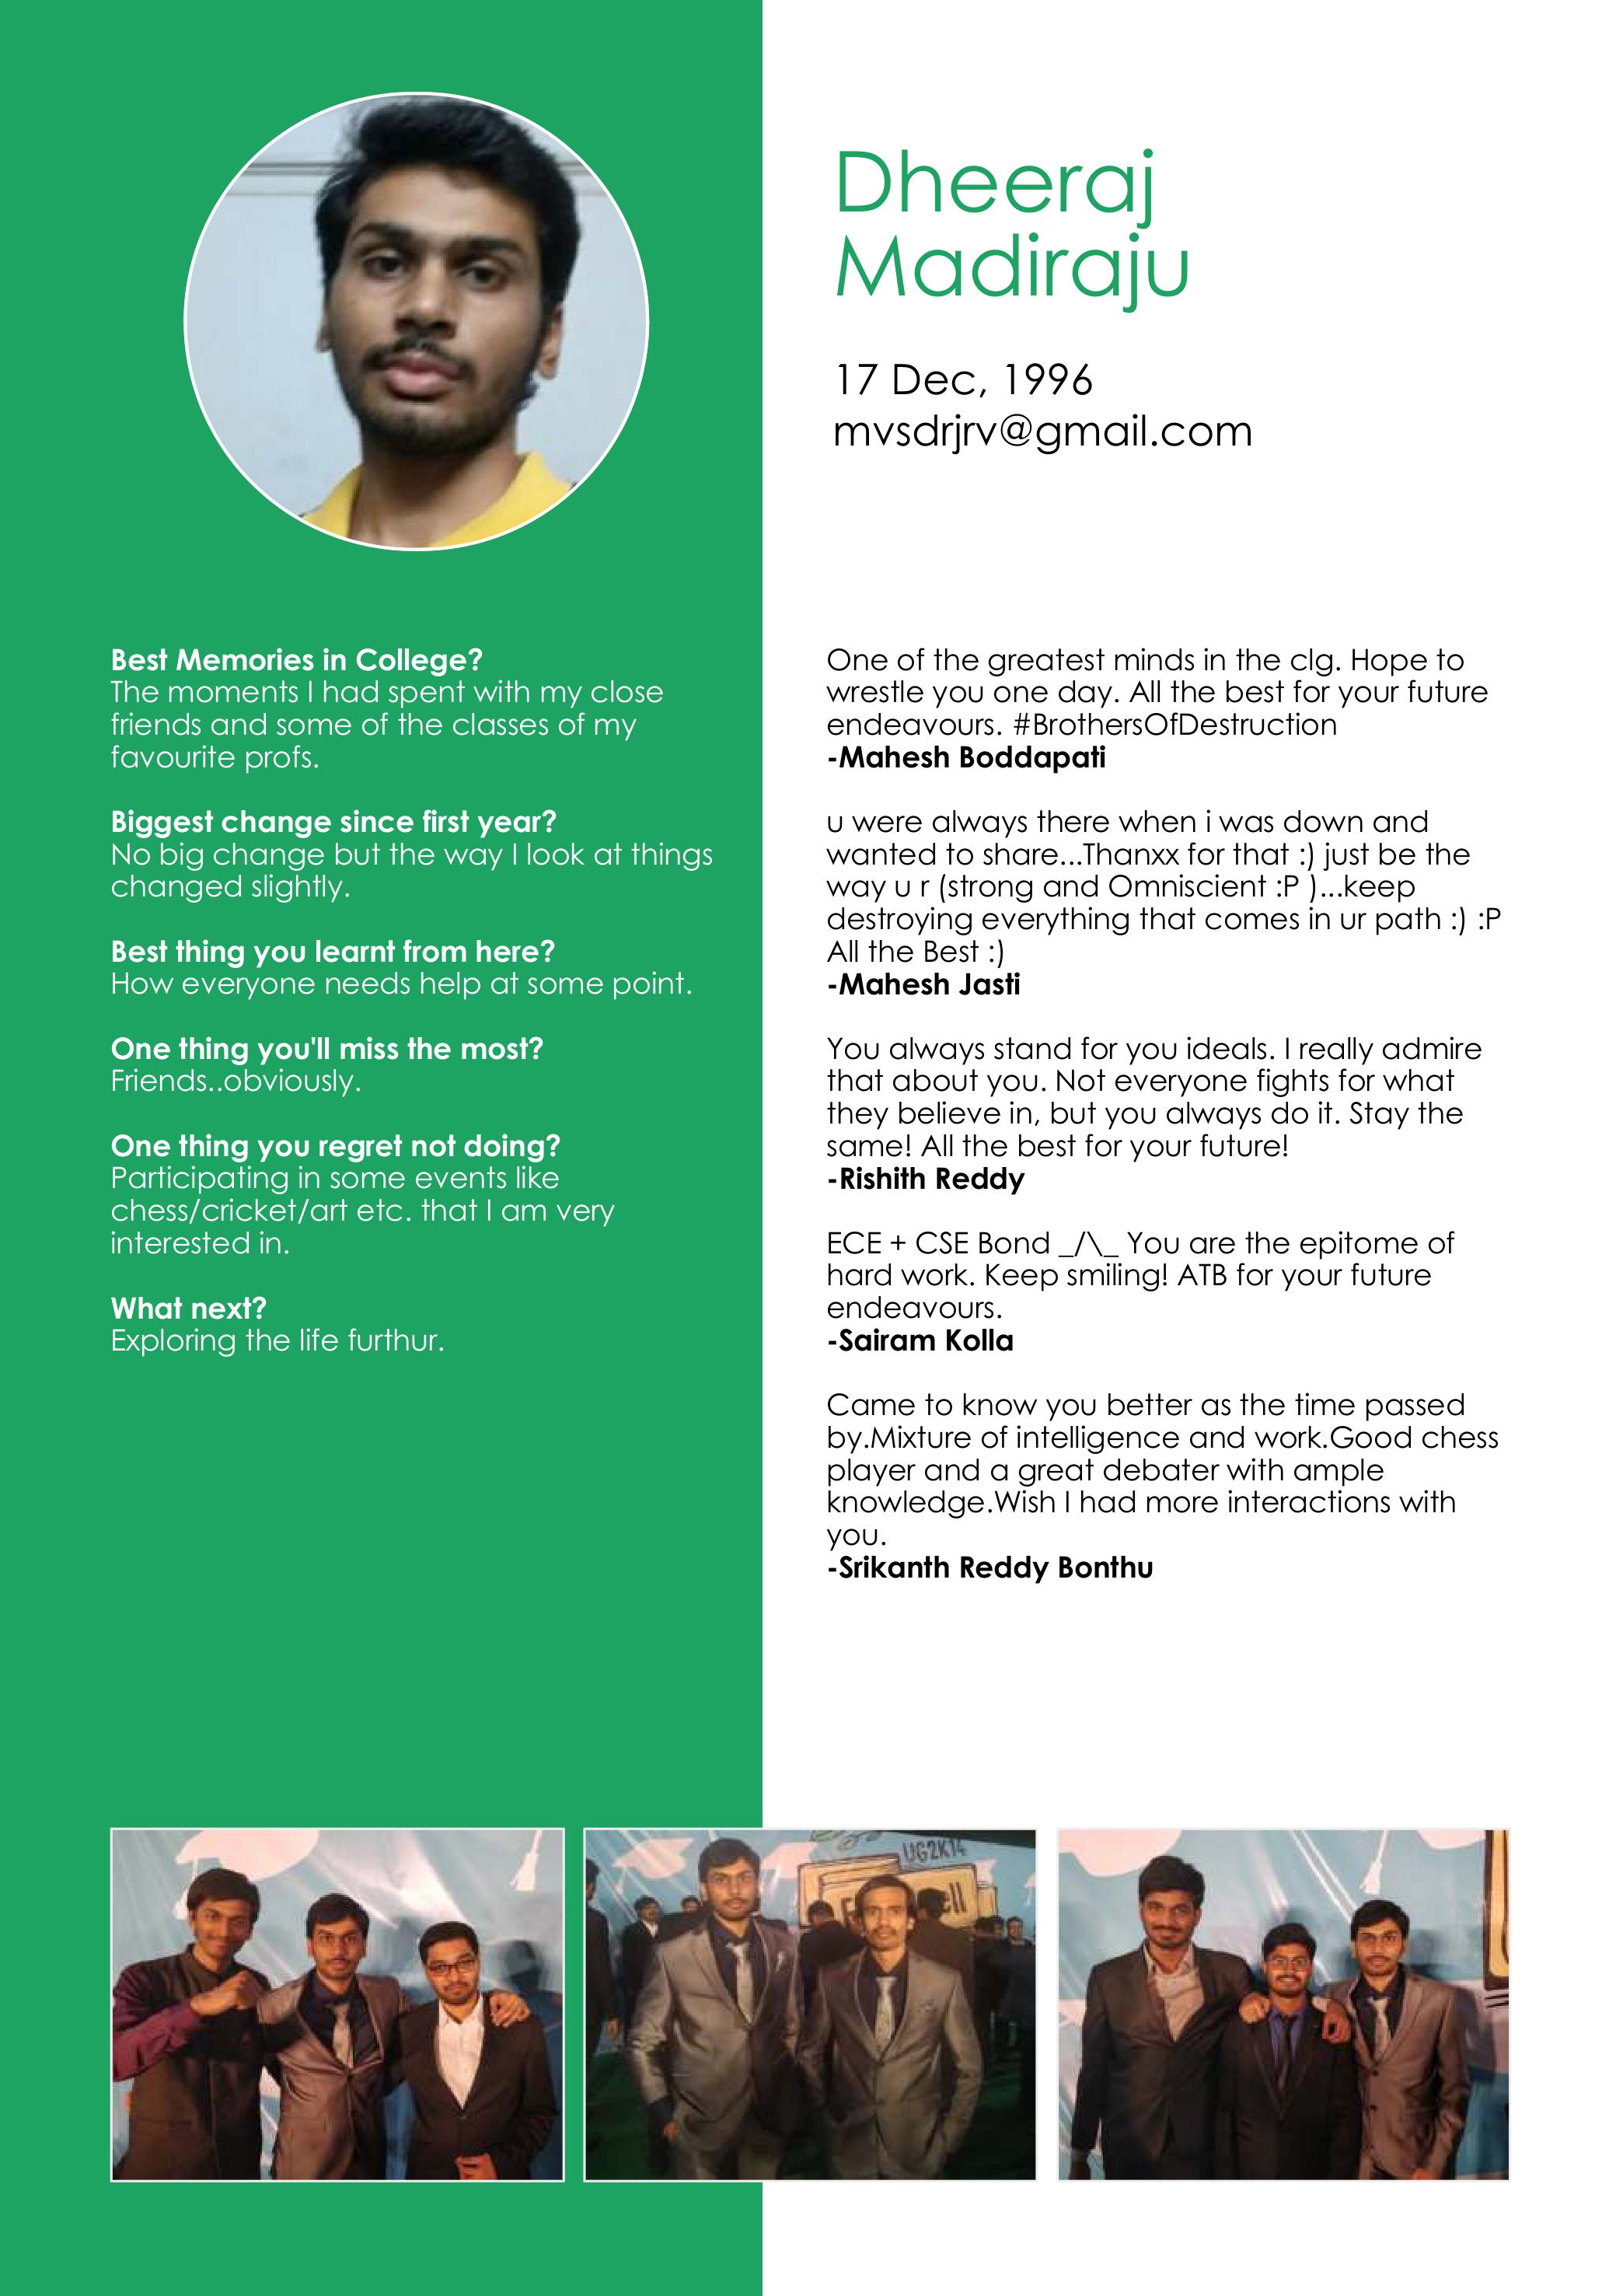 Dheeraj
Madiraju
17 Dec, 1996
mvsdrjrv@gmail.com
Best Memories in College?
The moments I had spent with my close
friends and some of the classes of my
favourite profs.
Biggest change since first year?
No big change but the way I look at things
changed slightly.
Best thing you learnt from here?
How everyone needs help at some point.
One thing you'll miss the most?
Friends..obviously.
One thing you regret not doing?
Participating in some events like
chess/cricket/art etc. that I am very
interested in.
What next?
Exploring the life furthur.
One of the greatest minds in the clg. Hope to
wrestle you one day. All the best for your future
endeavours. #BrothersOfDestruction
-Mahesh Boddapati
u were always there when i was down and
wanted to share...Thanxx for that :) just be the
way u r (strong and Omniscient :P )...keep
destroying everything that comes in ur path :) :P
All the Best :)
-Mahesh Jasti
You always stand for you ideals. I really admire
that about you. Not everyone fights for what
they believe in, but you always do it. Stay the
same! All the best for your future!
-Rishith Reddy
ECE + CSE Bond _/\_ You are the epitome of
hard work. Keep smiling! ATB for your future
endeavours.
-Sairam Kolla
Came to know you better as the time passed
by.Mixture of intelligence and work.Good chess
player and a great debater with ample
knowledge.Wish I had more interactions with
you.
-Srikanth Reddy Bonthu
UG2K14